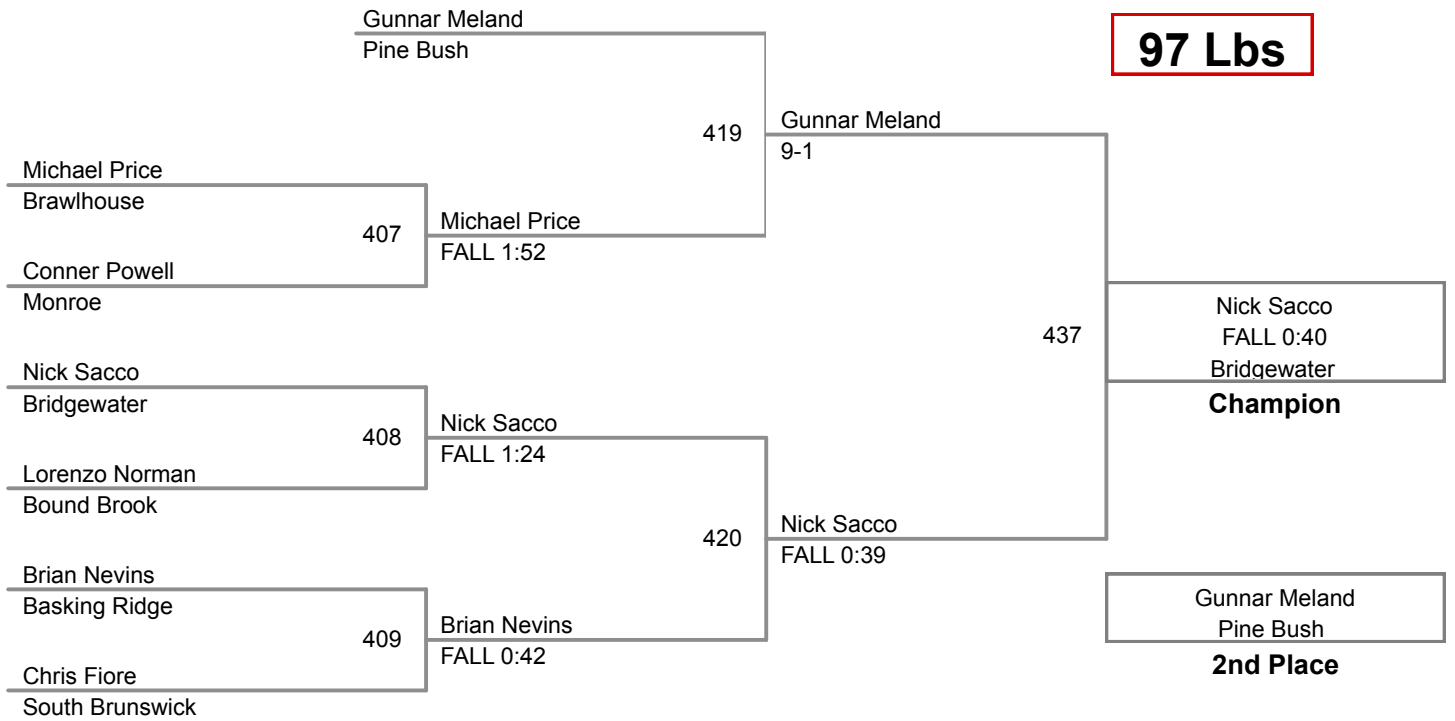 Gunnar Meland
Pine Bush
97 Lbs
419
Gunnar Meland
9-1
Michael Price
Brawlhouse
407
Michael Price
FALL 1:52
Conner Powell
Monroe
437
Nick Sacco
FALL 0:40
Bridgewater
Champion
Nick Sacco
Bridgewater
408
Nick Sacco
FALL 1:24
Lorenzo Norman
Bound Brook
420
Nick Sacco
FALL 0:39
Brian Nevins
Basking Ridge
409
Brian Nevins
FALL 0:42
Chris Fiore
South Brunswick
Gunnar Meland
Pine Bush
2nd Place